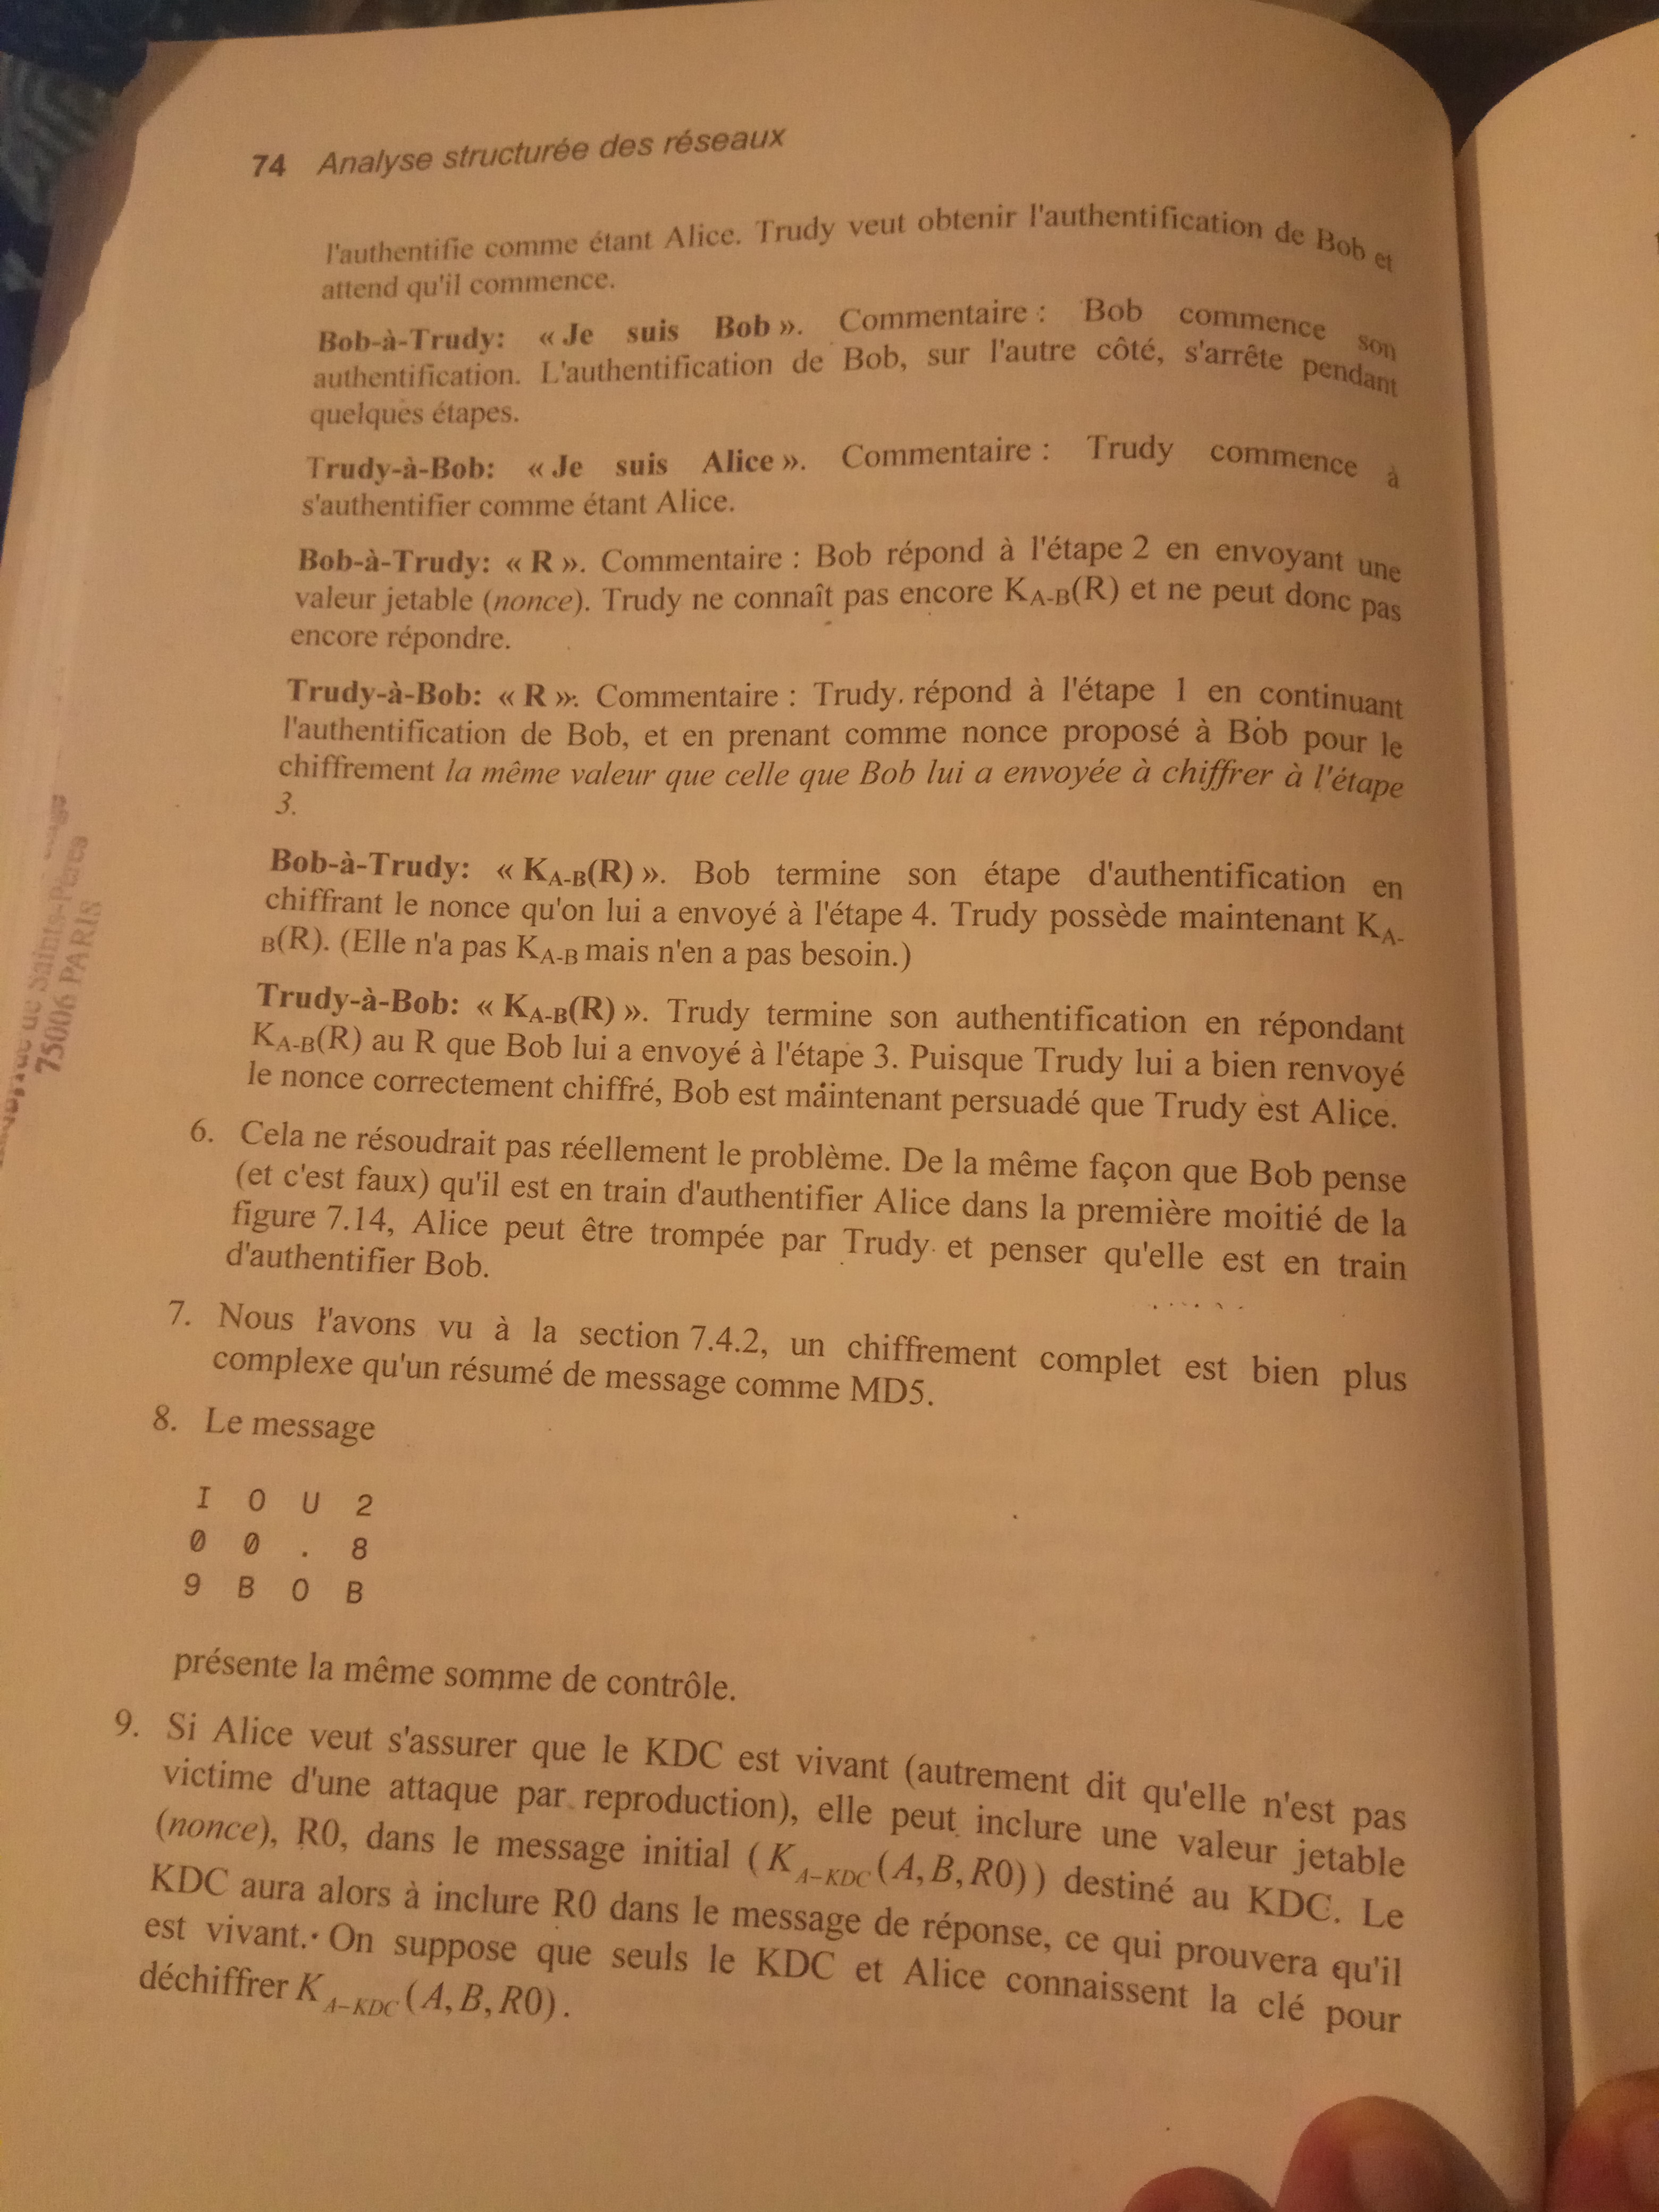 74 Analyse structurée des réseaux
l'authentifie comme étant Alice. Trudy veut obtenir l'authentification de Bob et
attend qu'il commence.
Bob-à-Trudy: « Je suis Bob ». Commentaire : Bob commence son
authentification. L'authentification de Bob, sur l'autre côté, s'arrête pendant
quelques étapes.
Trudy-à-Bob: « Je suis Alice ». Commentaire : Trudy commence à
s'authentifier comme étant Alice.
Bob-à-Trudy: « R ». Commentaire : Bob répond à l'étape 2 en envoyant une
valeur jetable (nonce). Trudy ne connaît pas encore K_A-B(R) et ne peut donc pas
encore répondre.
Trudy-à-Bob: « R ». Commentaire : Trudy répond à l'étape 1 en continuant
l'authentification de Bob, et en prenant comme nonce proposé à Bob pour le
chiffrement la même valeur que celle que Bob lui a envoyée à chiffrer à l'étape
3.
Bob-à-Trudy: « K_A-B(R) ». Bob termine son étape d'authentification en
chiffrant le nonce qu'on lui a envoyé à l'étape 4. Trudy possède maintenant K_A-
B(R). (Elle n'a pas K_A-B mais n'en a pas besoin.)
Trudy-à-Bob: « K_A-B(R) ». Trudy termine son authentification en répondant
K_A-B(R) au R que Bob lui a envoyé à l'étape 3. Puisque Trudy lui a bien renvoyé
le nonce correctement chiffré, Bob est maintenant persuadé que Trudy est Alice.
6. Cela ne résoudrait pas réellement le problème. De la même façon que Bob pense
(et c'est faux) qu'il est en train d'authentifier Alice dans la première moitié de la
figure 7.14, Alice peut être trompée par Trudy et penser qu'elle est en train
d'authentifier Bob.
7. Nous l'avons vu à la section 7.4.2, un chiffrement complet est bien plus
complexe qu'un résumé de message comme MD5.
8. Le message
I O U 2
0 0 . 8
9 B O B
présente la même somme de contrôle.
9. Si Alice veut s'assurer que le KDC est vivant (autrement dit qu'elle n'est pas
victime d'une attaque par reproduction), elle peut inclure une valeur jetable
(nonce), R0, dans le message initial (K_A–KDC(A, B, R0)) destiné au KDC. Le
KDC aura alors à inclure R0 dans le message de réponse, ce qui prouvera qu'il
est vivant. On suppose que seuls le KDC et Alice connaissent la clé pour
déchiffrer K_A–KDC(A, B, R0).
de Saints-Pères
75006 PARIS